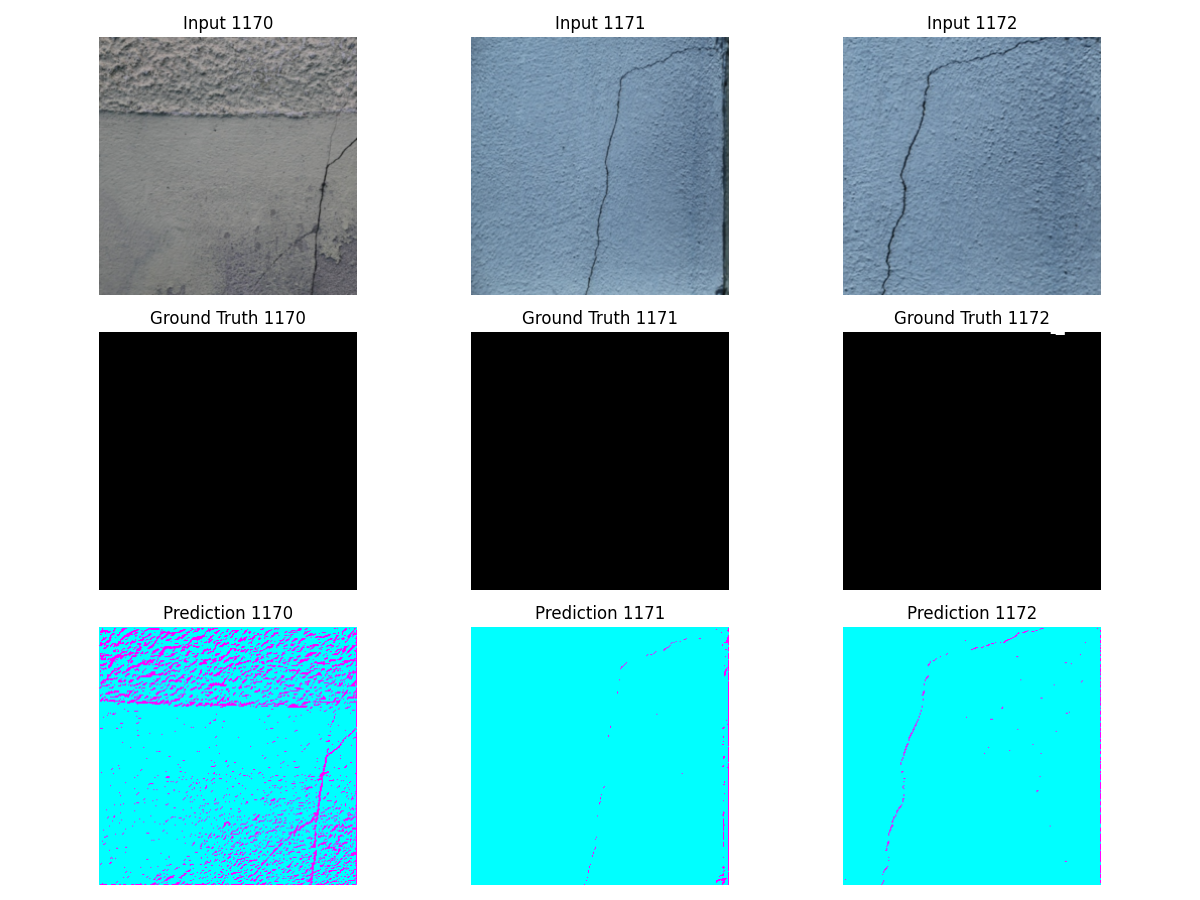 Input 1170
Input 1171
Input 1172
Ground Truth 1170
Ground Truth 1171
Ground Truth 1172
Prediction 1170
Prediction 1171
Prediction 1172